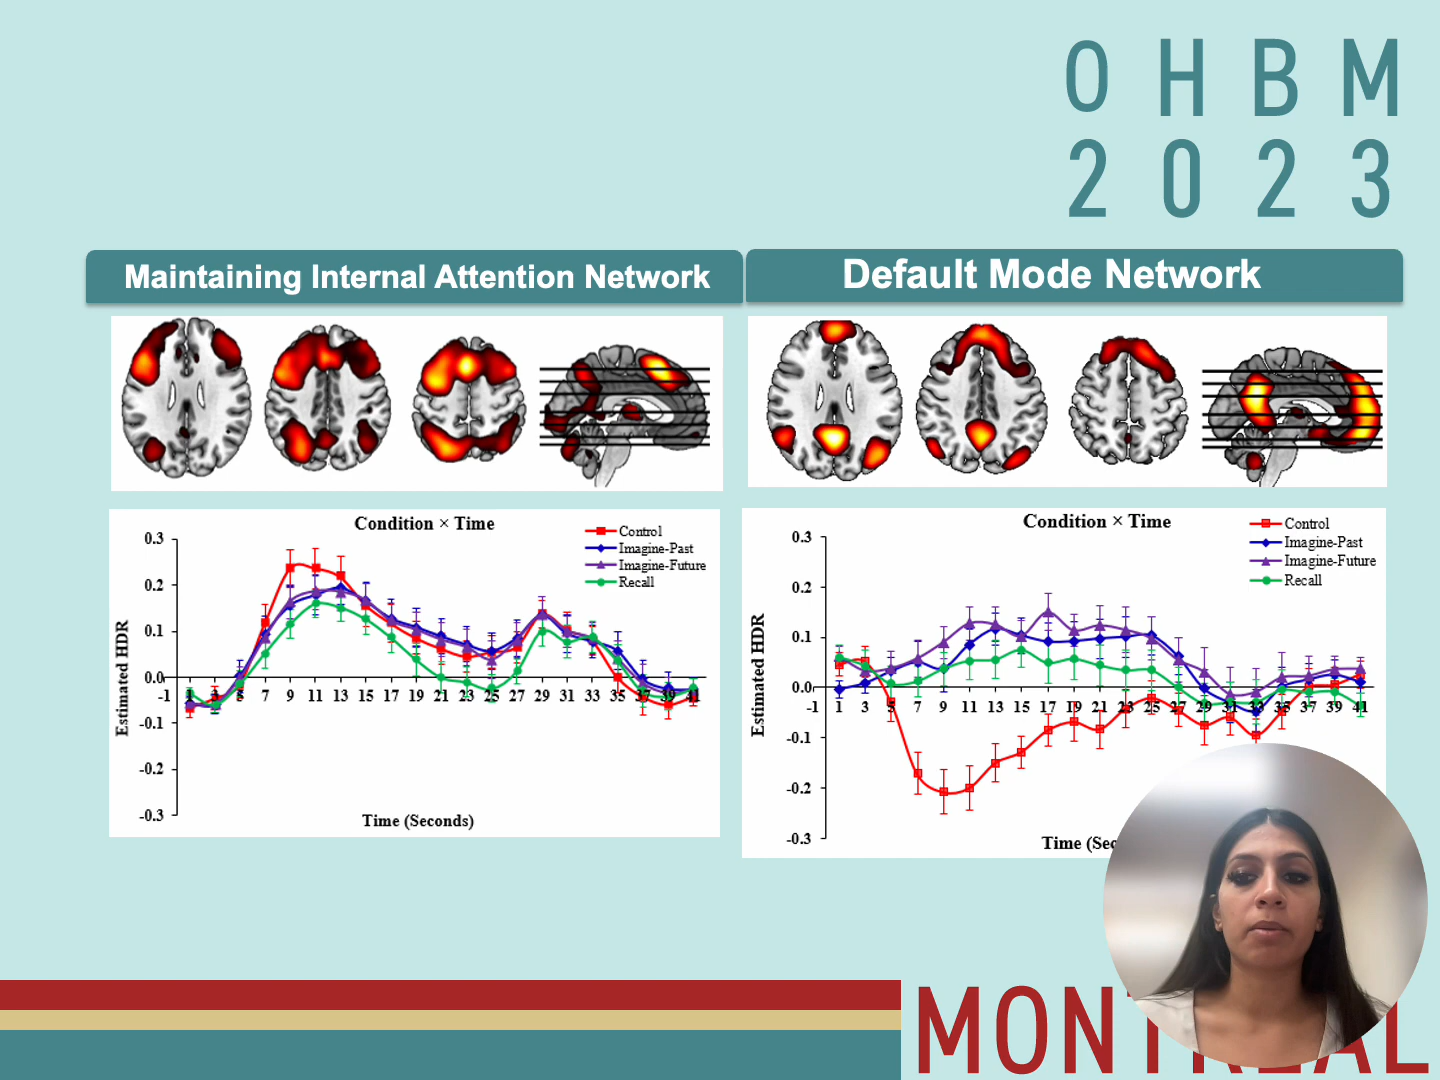 O H B M
2 0 2 3
Maintaining Internal Attention Network
Default Mode Network
Condition × Time
Control
Imagine-Past
Imagine-Future
Recall
Estimated HDR
0.3
0.2
0.1
0.0
-0.1
-0.2
-0.3
-1 1 3 5 7 9 11 13 15 17 19 21 23 25 27 29 31 33 35 37 39 41
Time (Seconds)
Condition × Time
Control
Imagine-Past
Imagine-Future
Recall
Estimated HDR
0.3
0.2
0.1
0.0
-0.1
-0.2
-0.3
-1 1 3 5 7 9 11 13 15 17 19 21 23 25 27 29 31 33 35 37 39 41
Time (Sec
MONTREAL